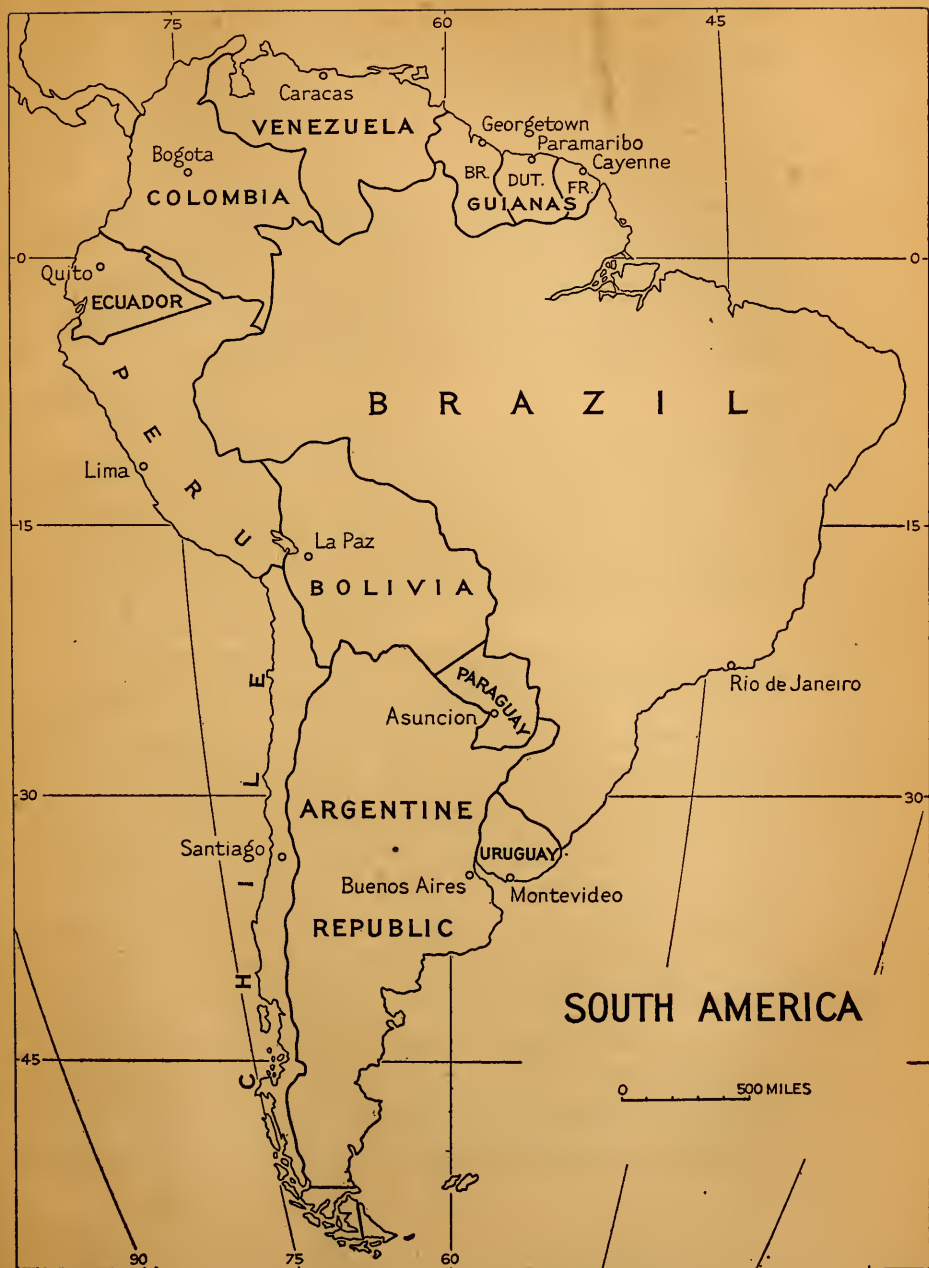 75 60 45
Caracas
VENEZUELA
Georgetown
Paramaribo
Cayenne
Bogota
BR.
DUT.
FR.
COLOMBIA
GUIANAS
0 0
Quito
ECUADOR
PERU
BRAZIL
Lima
15 15
La Paz
BOLIVIA
PARAGUAY
Rio de Janeiro
Asuncion
CHILE
30 30
ARGENTINE
Santiago
URUGUAY
Buenos Aires
Montevideo
REPUBLIC
SOUTH AMERICA
45
0 500 MILES
90 75 60